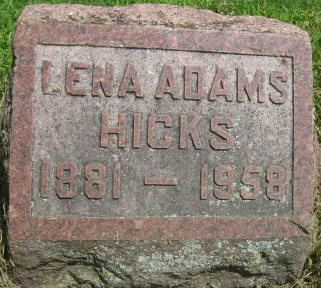 LENA ADAMS
HICKS
1881 — 1958